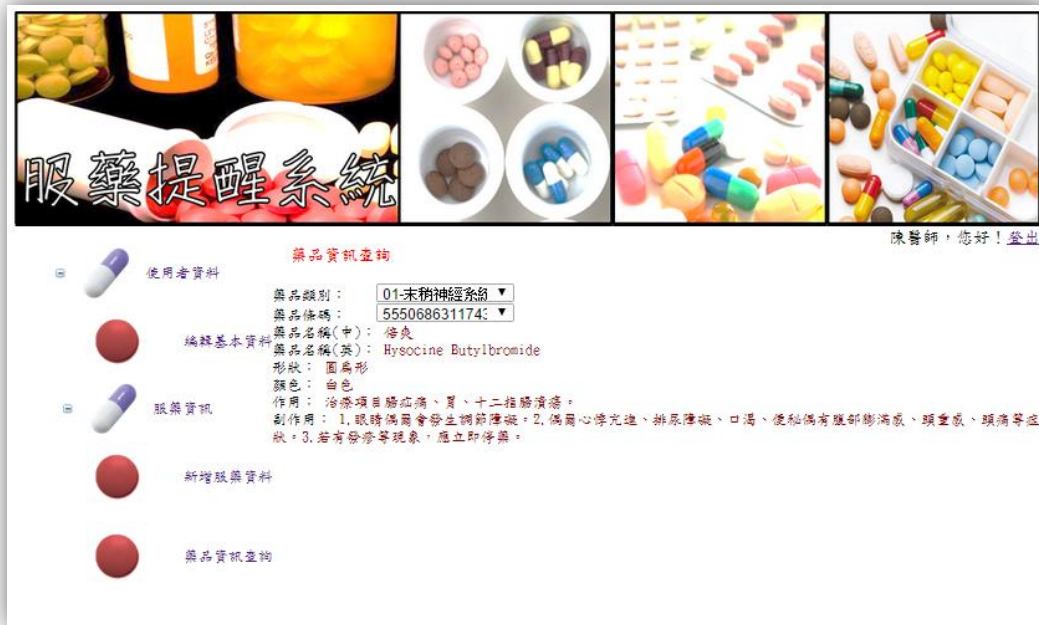 服藥提醒系統
陳醫師，您好！登出
使用者資料
編輯基本資料
服藥資訊
新增服藥資料
藥品資訊查詢
藥品資訊查詢
藥品類別： 01-末稍神經系統
藥品條碼： 5550686311743
藥品名稱(中)： 倍爽
藥品名稱(英)： Hysocine Butylbromide
形狀： 圓扁形
顏色： 白色
作用： 治療項目腸疝痛、胃、十二指腸潰瘍。
副作用： 1,眼睛偶爾會發生調節障礙。2,偶爾心悸亢進、排尿障礙、口渴、便秘偶有腹部膨滿感、頭重感、頭痛等症
狀。3.若有發疹等現象，應立即停藥。